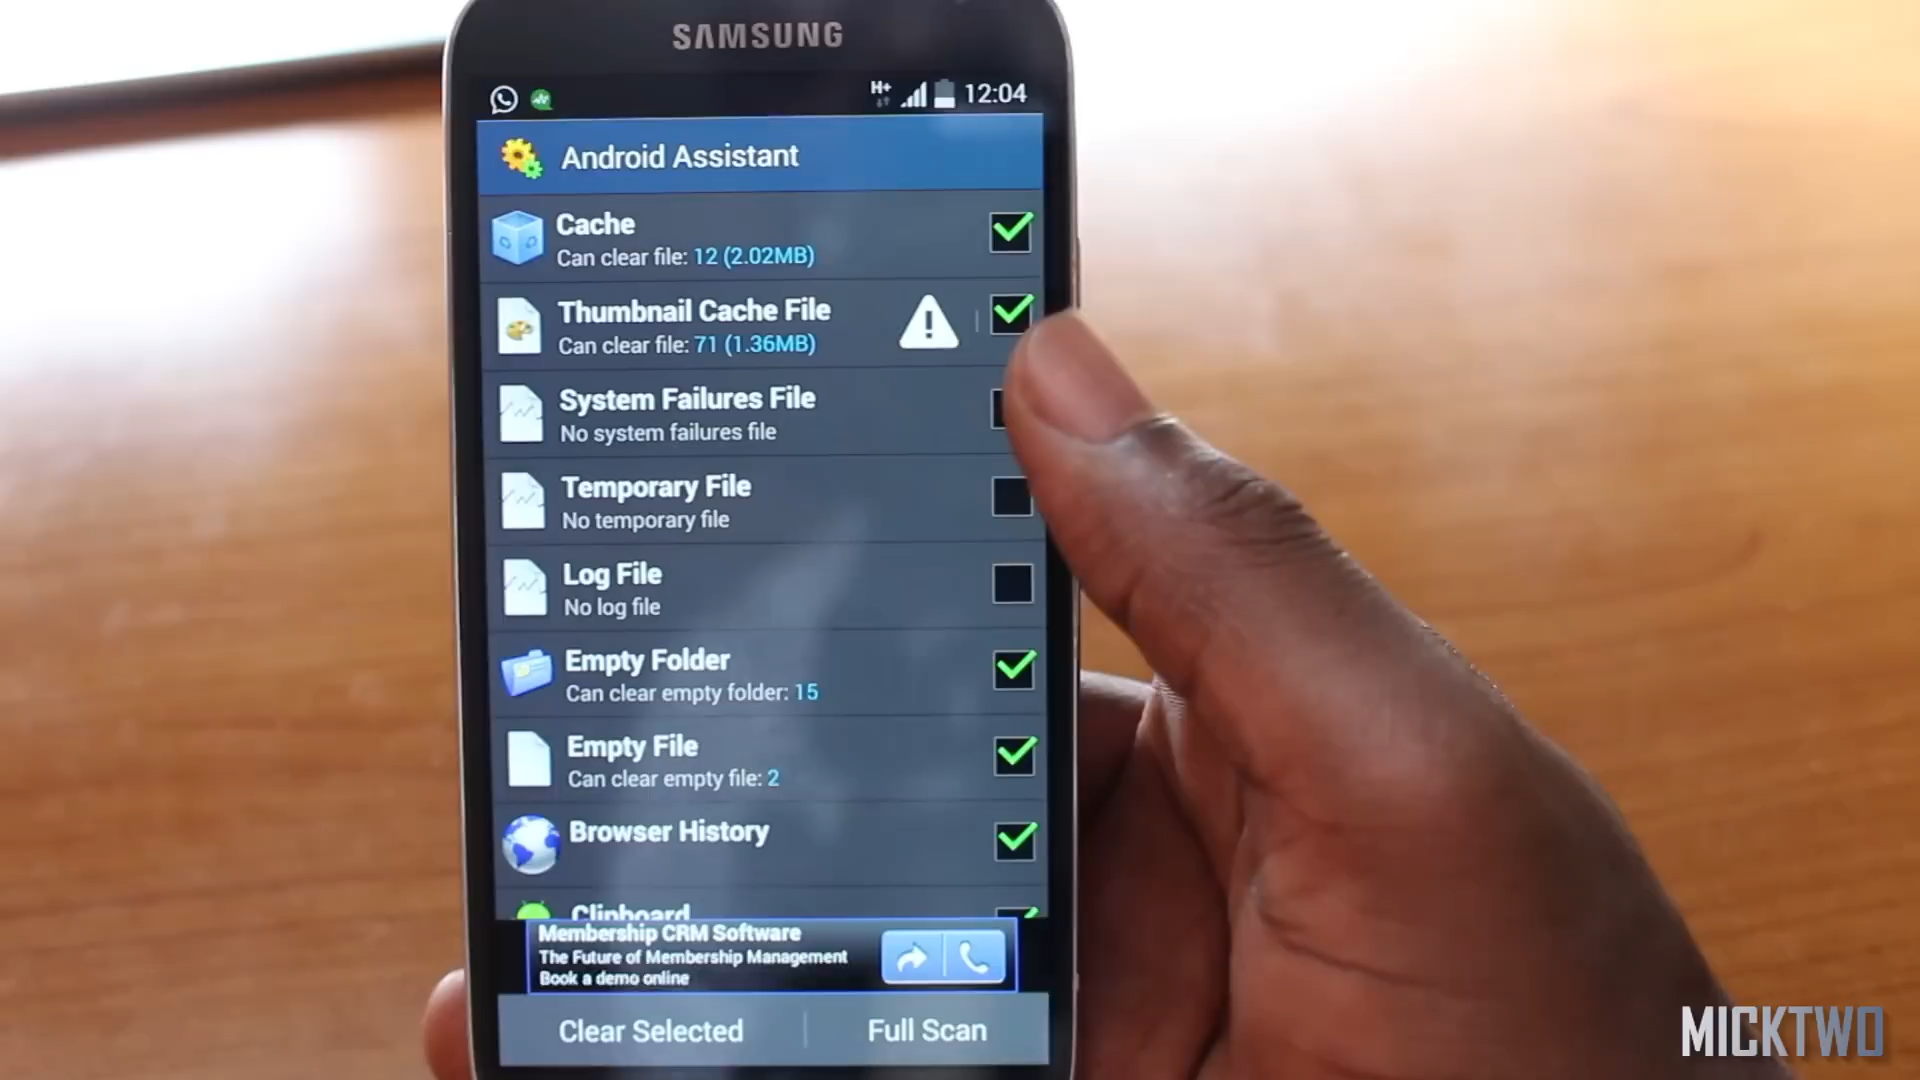 SAMSUNG
H+ 12:04
Android Assistant
Cache
Can clear file: 12 (2.02MB)
Thumbnail Cache File
Can clear file: 71 (1.36MB)
System Failures File
No system failures file
Temporary File
No temporary file
Log File
No log file
Empty Folder
Can clear empty folder: 15
Empty File
Can clear empty file: 2
Browser History
Clipboard
Membership CRM Software
The Future of Membership Management
Book a demo online
Clear Selected Full Scan
MICKTWO